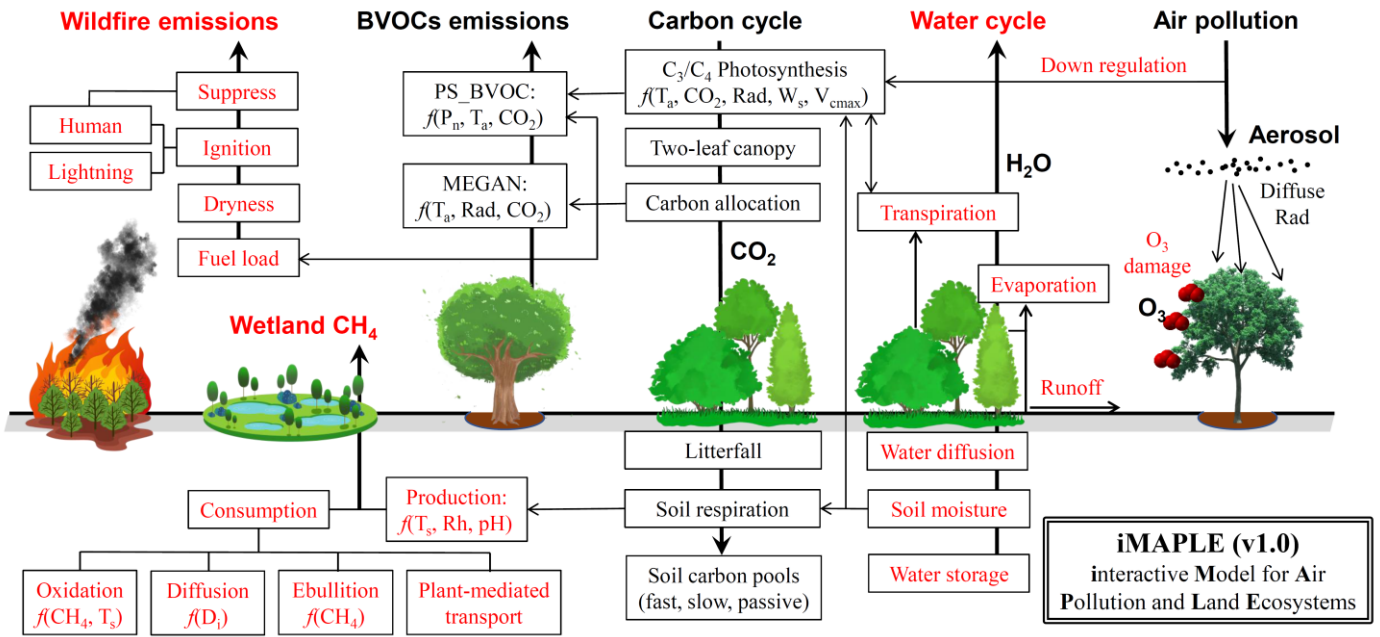 Wildfire emissions
BVOCs emissions
Carbon cycle
Water cycle
Air pollution
Suppress
Human
Ignition
Lightning
Dryness
Fuel load
PS_BVOC:
f(Pn, Ta, CO2)
MEGAN:
f(Ta, Rad, CO2)
C3/C4 Photosynthesis
f(Ta, CO2, Rad, Ws, Vcmax)
Two-leaf canopy
Carbon allocation
CO2
Down regulation
H2O
Transpiration
Evaporation
Runoff
Aerosol
Diffuse
Rad
O3
damage
O3
Wetland CH4
Litterfall
Water diffusion
Consumption
Production:
f(Ts, Rh, pH)
Soil respiration
Soil moisture
Oxidation
f(CH4, Ts)
Diffusion
f(Di)
Ebullition
f(CH4)
Plant-mediated
transport
Soil carbon pools
(fast, slow, passive)
Water storage
iMAPLE (v1.0)
interactive Model for Air
Pollution and Land Ecosystems